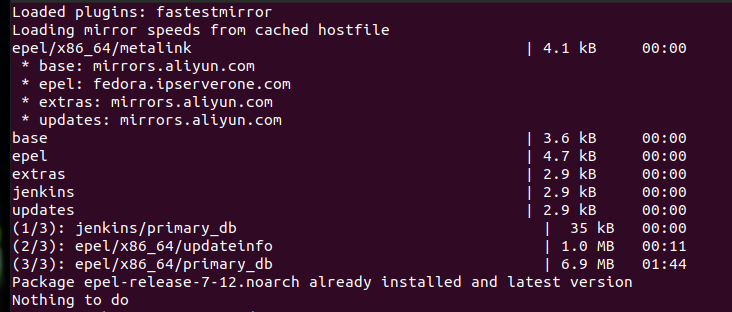 Loaded plugins: fastestmirror
Loading mirror speeds from cached hostfile
epel/x86_64/metalink | 4.1 kB 00:00
* base: mirrors.aliyun.com
* epel: fedora.ipserverone.com
* extras: mirrors.aliyun.com
* updates: mirrors.aliyun.com
base | 3.6 kB 00:00
epel | 4.7 kB 00:00
extras | 2.9 kB 00:00
jenkins | 2.9 kB 00:00
updates | 2.9 kB 00:00
(1/3): jenkins/primary_db | 35 kB 00:00
(2/3): epel/x86_64/updateinfo | 1.0 MB 00:11
(3/3): epel/x86_64/primary_db | 6.9 MB 01:44
Package epel-release-7-12.noarch already installed and latest version
Nothing to do